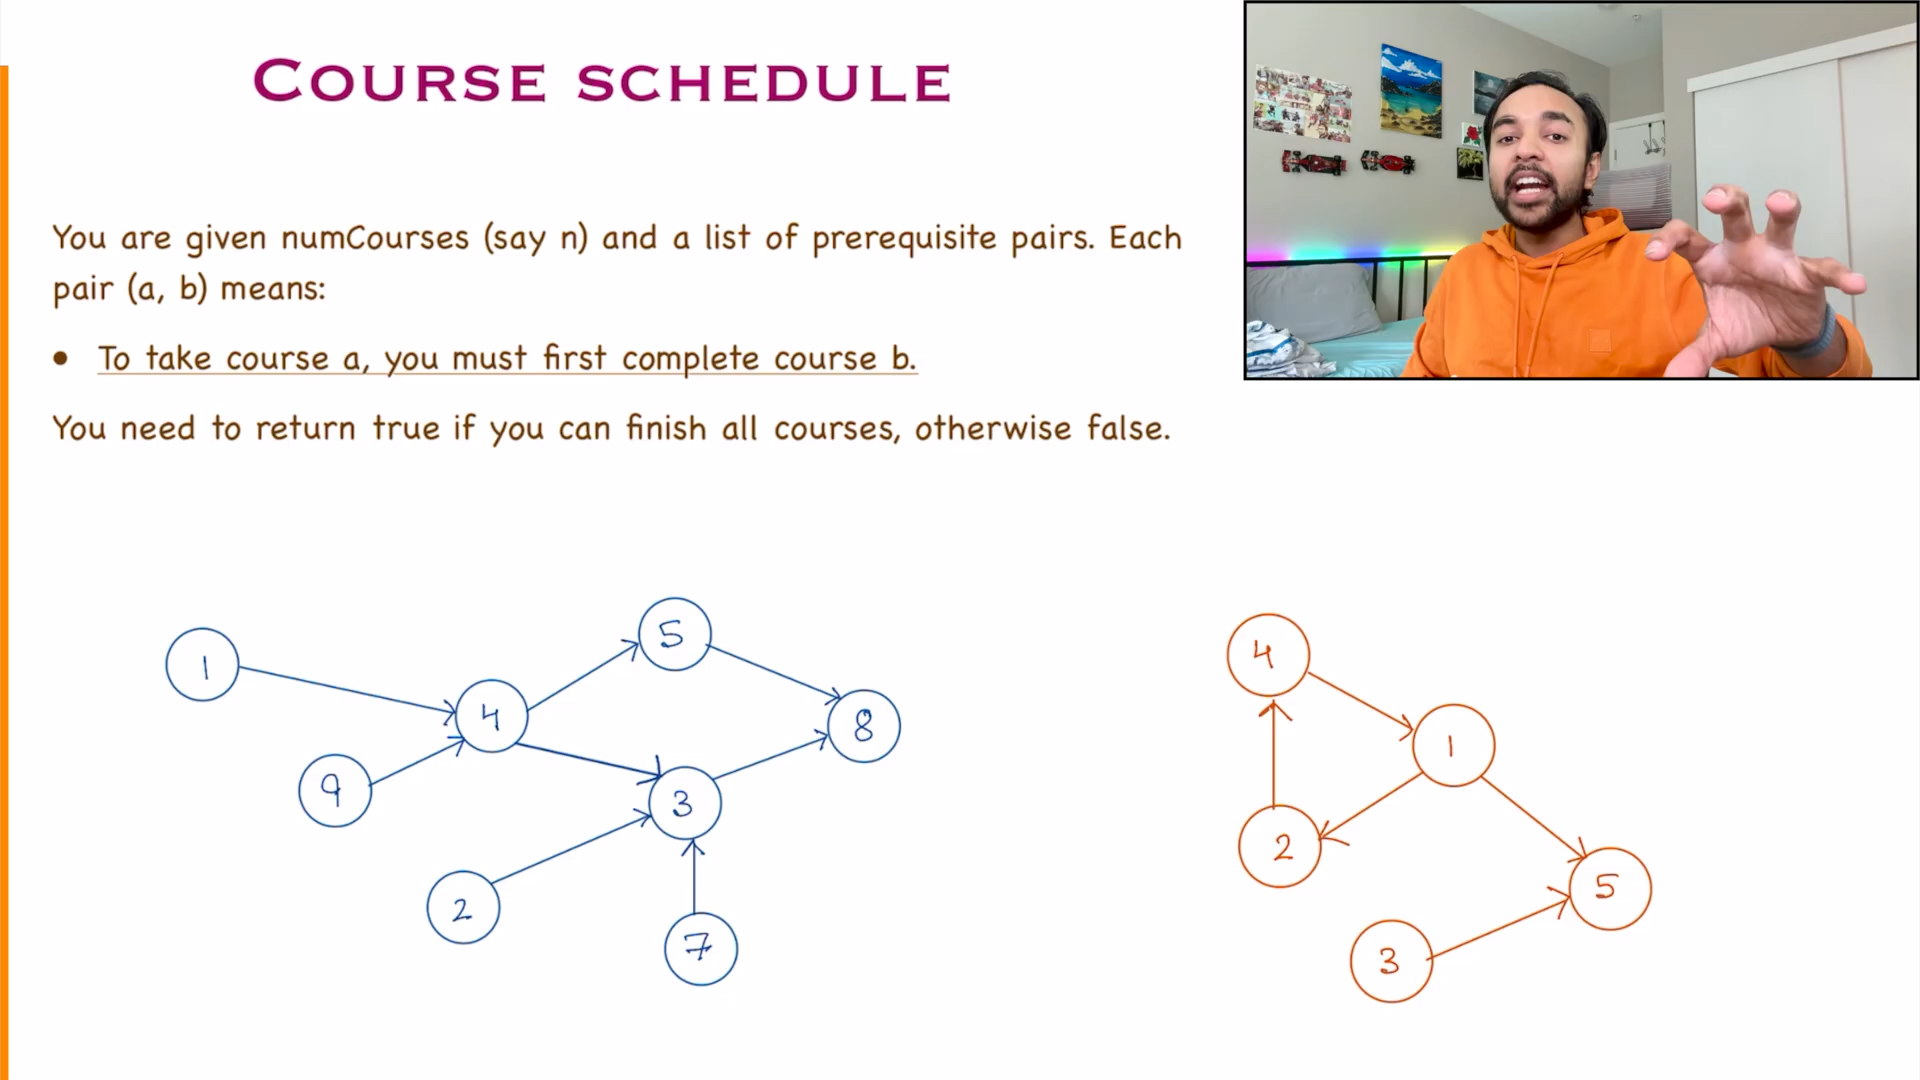 COURSE SCHEDULE
You are given numCourses (say n) and a list of prerequisite pairs. Each
pair (a, b) means:
• To take course a, you must first complete course b.
You need to return true if you can finish all courses, otherwise false.
1
9
4
5
3
8
2
7
4
1
2
5
3